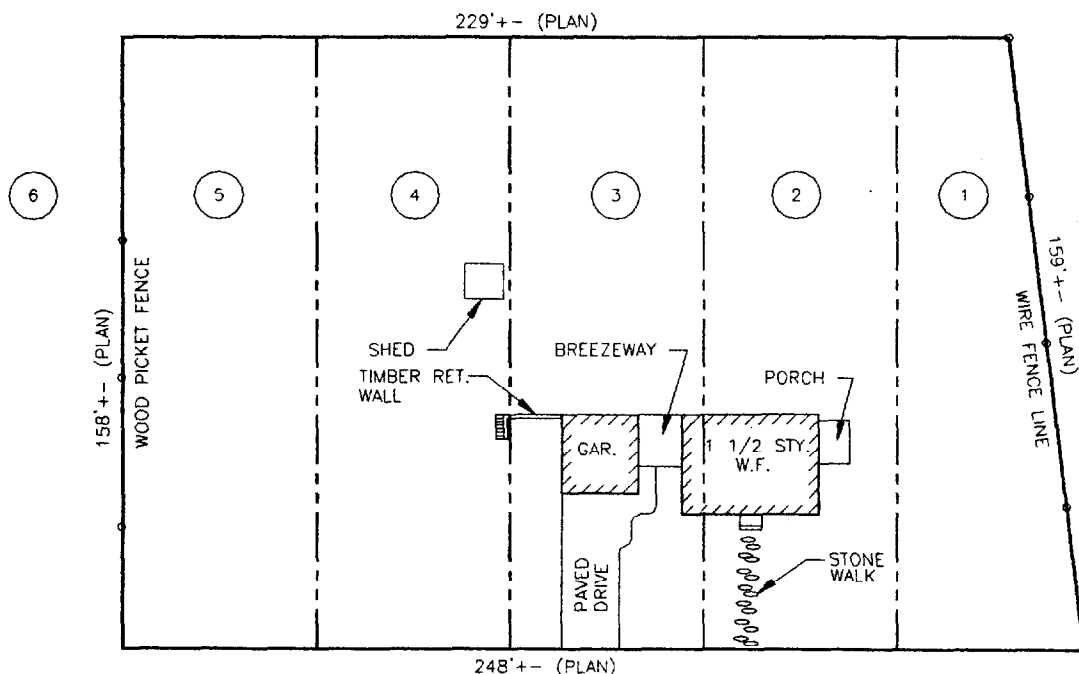 229'+- (PLAN)
6
5
4
3
2
1
158'+- (PLAN)
WOOD PICKET FENCE
159'+- (PLAN)
WIRE FENCE LINE
SHED
BREEZEWAY
TIMBER RET.
WALL
PORCH
GAR.
1 1/2 STY.
W.F.
PAVED
DRIVE
STONE
WALK
248'+- (PLAN)